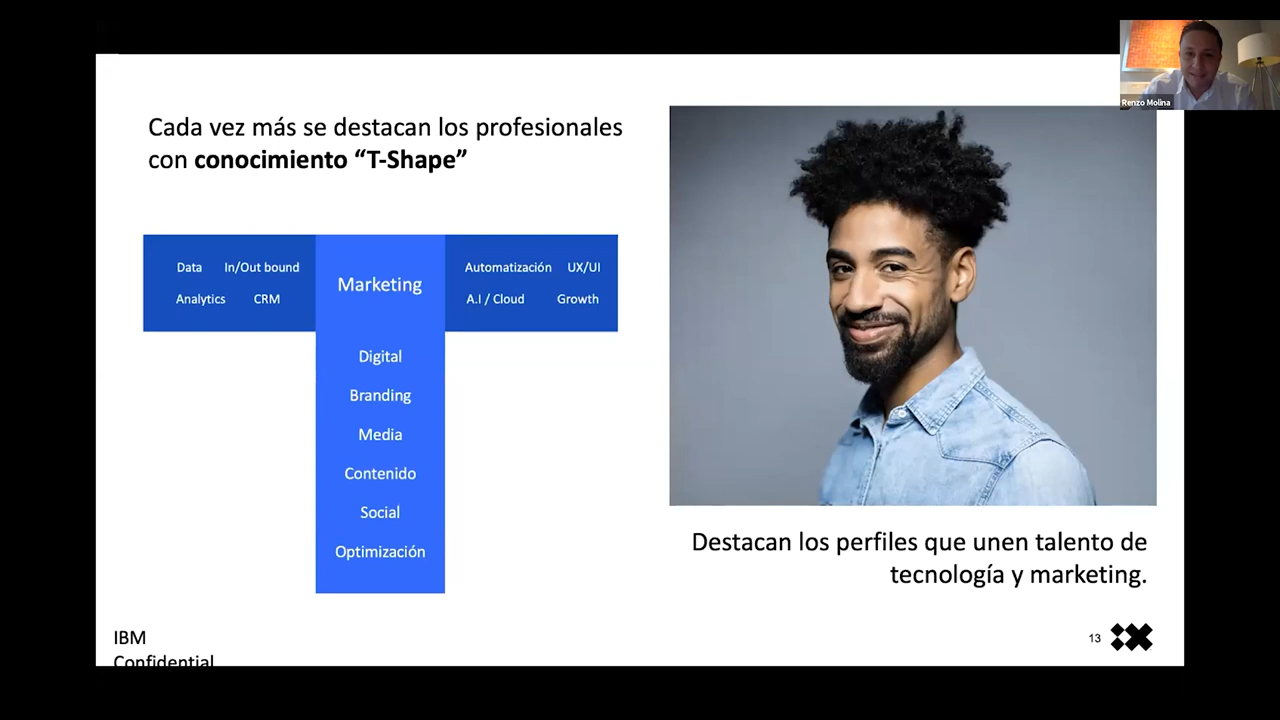 Renzo Molina
Cada vez más se destacan los profesionales
con conocimiento “T-Shape”
Data In/Out bound
Analytics CRM
Marketing
Automatización UX/UI
A.I / Cloud Growth
Digital
Branding
Media
Contenido
Social
Optimización
Destacan los perfiles que unen talento de
tecnología y marketing.
IBM
Confidential
13